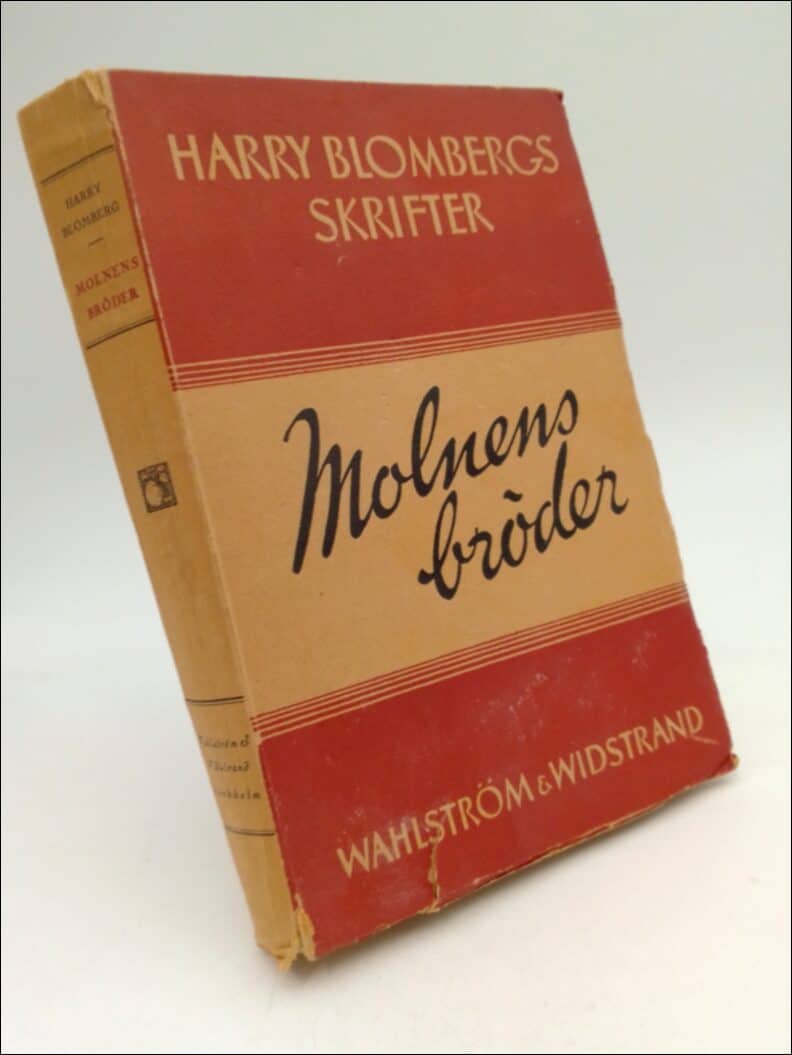 HARRY BLOMBERGS
SKRIFTER
Molnens
bröder
WAHLSTRÖM & WIDSTRAND
HARRY
BLOMBERG
MOLNENS
BRÖDER